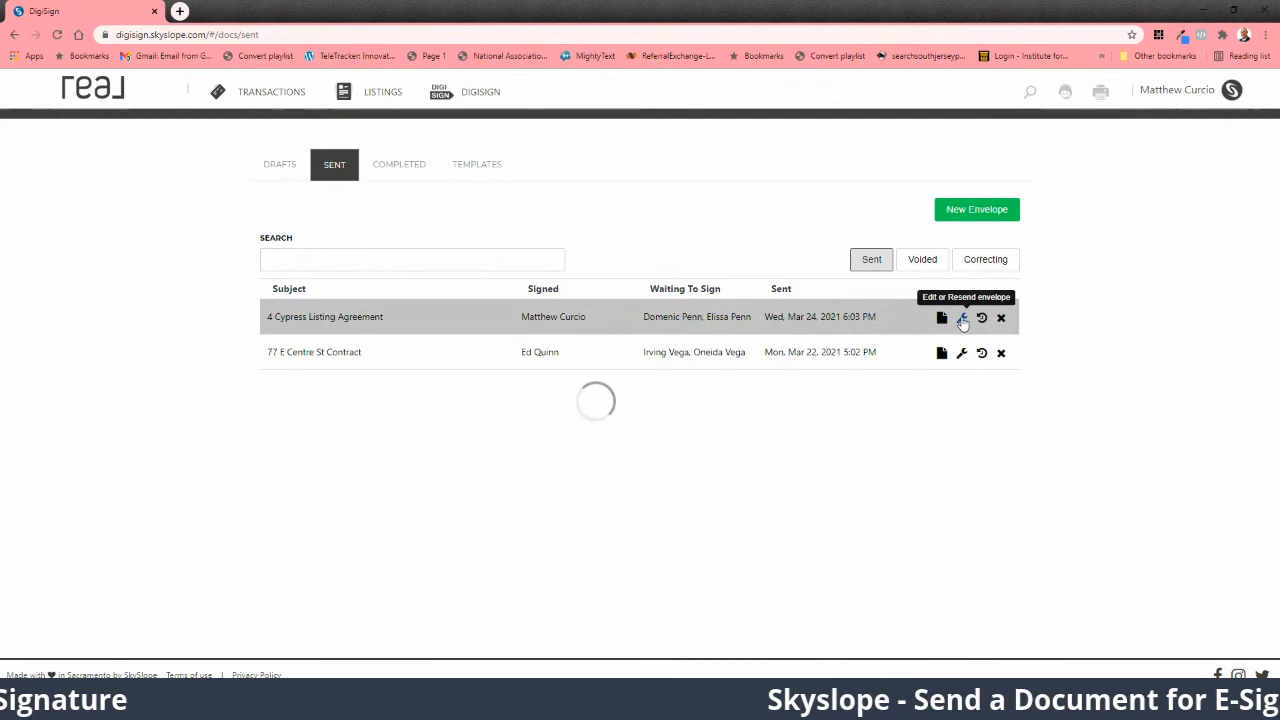 DigiSign
digisign.skyslope.com/#/docs/sent
Apps Bookmarks Gmail: Email from G... Convert playlist TeleTracker: Innovat... Page 1 National Associatio... MightyText ReferralExchange-L... Bookmarks Convert playlist searchsouthjerseyp... Login - Institute for... » Other bookmarks Reading list
real TRANSACTIONS LISTINGS DIGI SIGN DIGISIGN Matthew Curcio
DRAFTS SENT COMPLETED TEMPLATES
New Envelope
SEARCH
Sent Voided Correcting
Subject Signed Waiting To Sign Sent
Edit or Resend envelope
4 Cypress Listing Agreement Matthew Curcio Domenic Penn, Elissa Penn Wed, Mar 24, 2021 6:03 PM
77 E Centre St Contract Ed Quinn Irving Vega, Oneida Vega Mon, Mar 22, 2021 5:02 PM
Made with ❤ in Sacramento by SkySlope Terms of use | Privacy Policy
Signature Skyslope - Send a Document for E-Sig